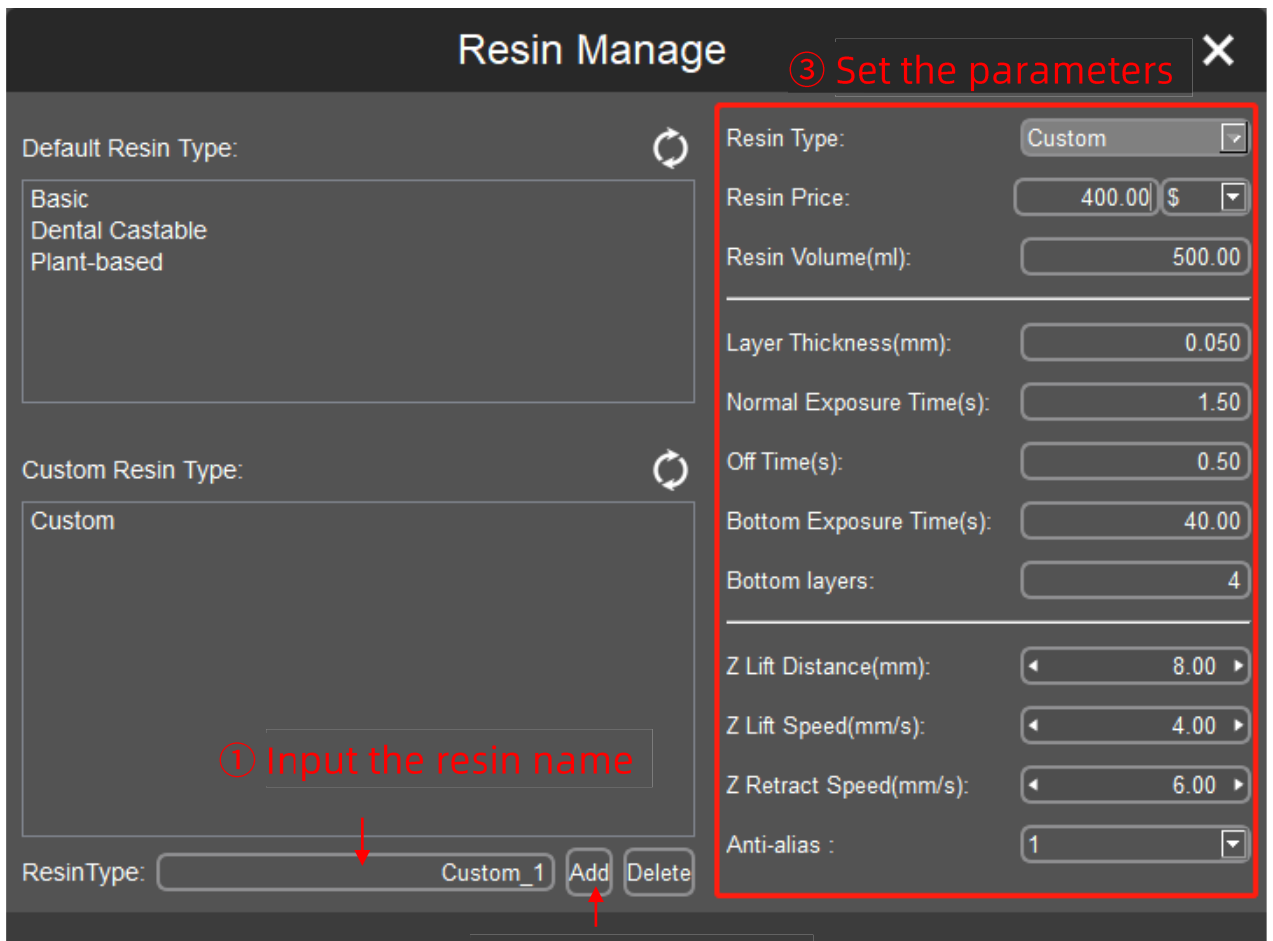 Resin Manage
③ Set the parameters
Default Resin Type:
Basic
Dental Castable
Plant-based
Custom Resin Type:
Custom
① Input the resin name
ResinType: Custom_1 Add Delete
Resin Type: Custom
Resin Price: 400.00 $
Resin Volume(ml): 500.00
Layer Thickness(mm): 0.050
Normal Exposure Time(s): 1.50
Off Time(s): 0.50
Bottom Exposure Time(s): 40.00
Bottom layers: 4
Z Lift Distance(mm): 8.00
Z Lift Speed(mm/s): 4.00
Z Retract Speed(mm/s): 6.00
Anti-alias : 1